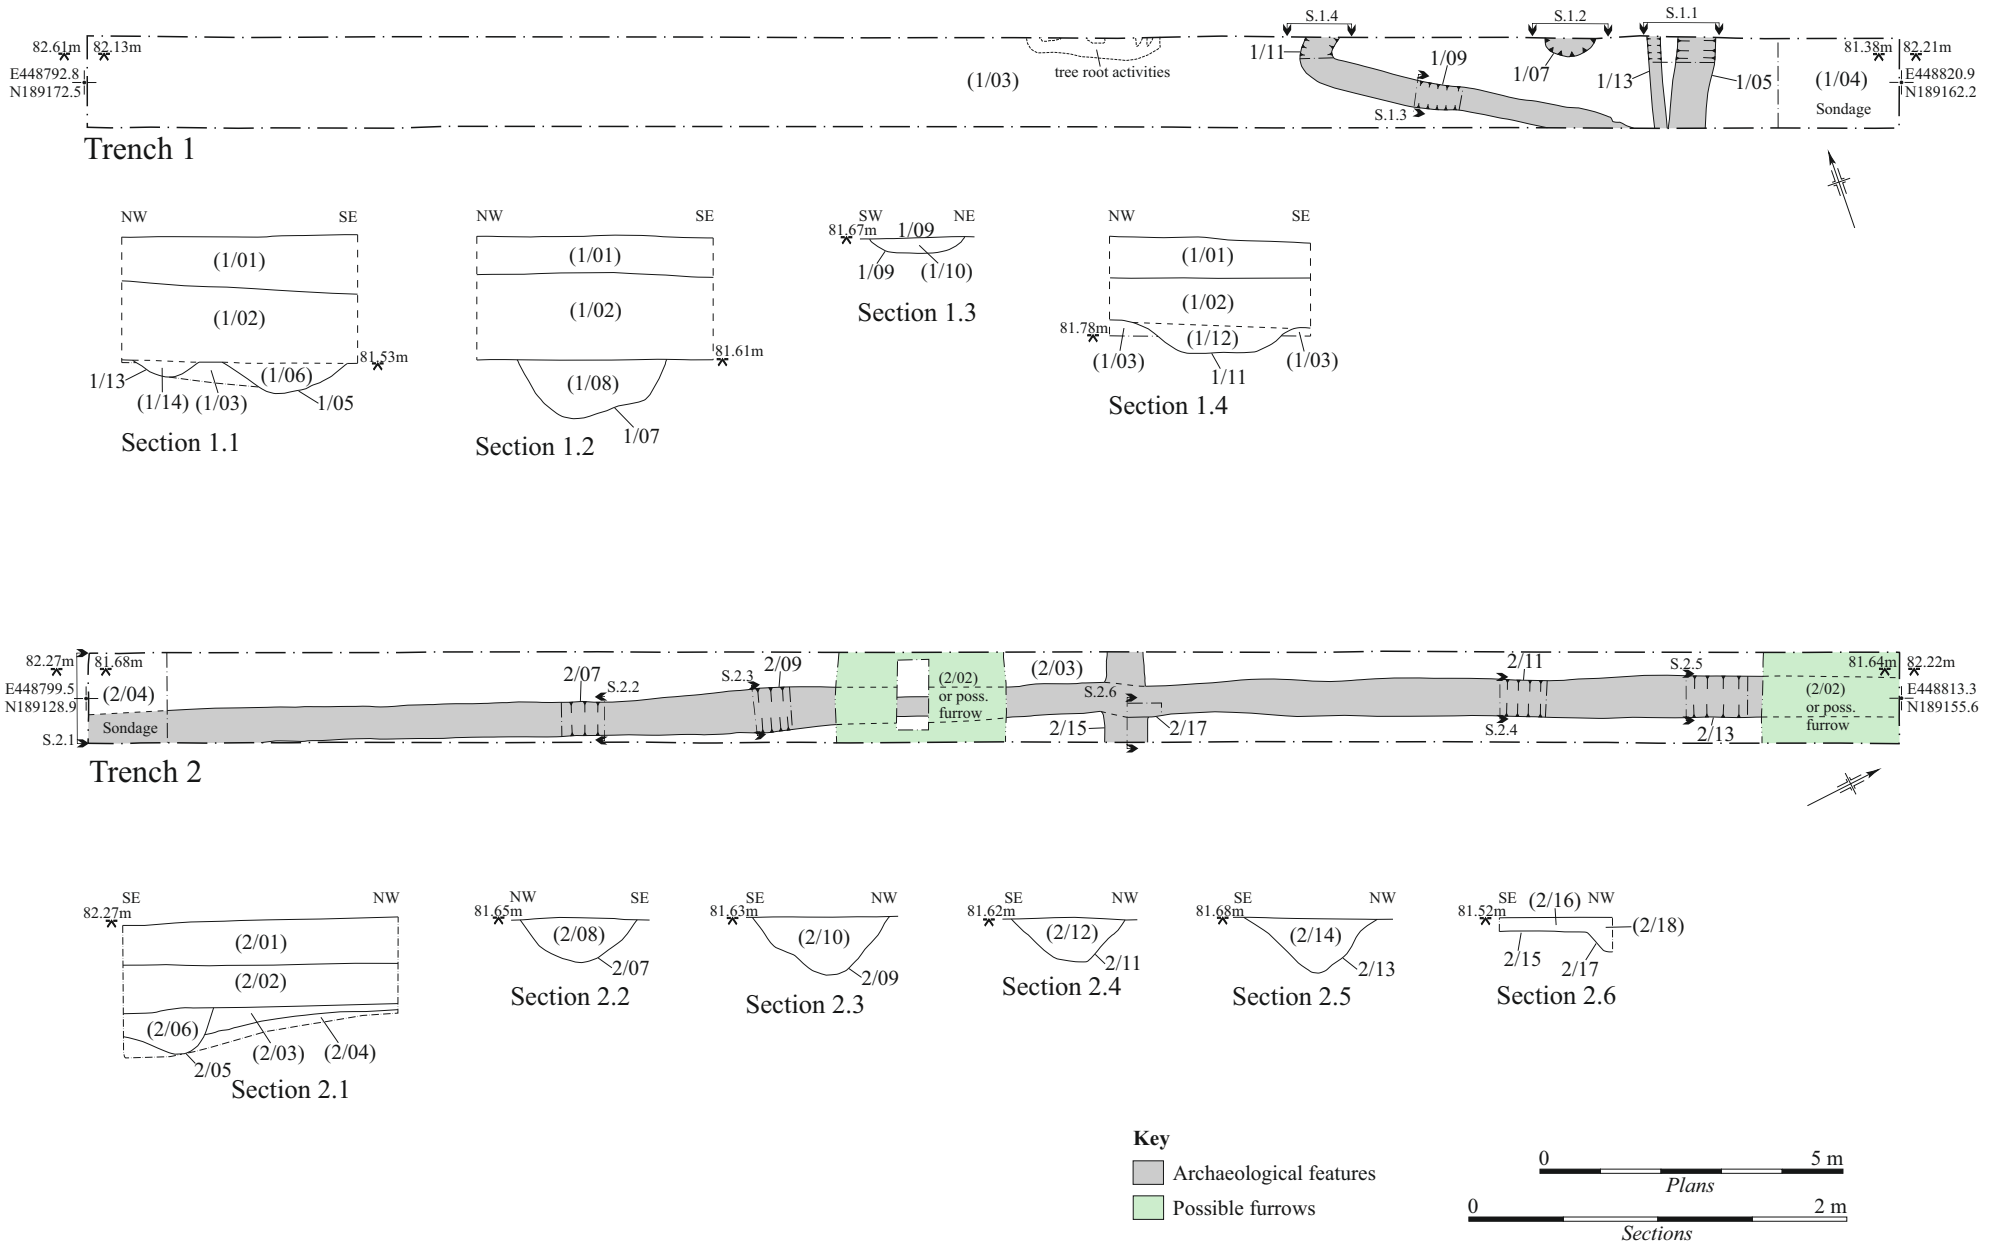 S.1.4
S.1.2
S.1.1
82.61m
82.13m
E448792.8
N189172.5
(1/03)
tree root activities
1/11
1/09
S.1.3
1/07
1/13
1/05
81.38m
82.21m
(1/04)
Sondage
E448820.9
N189162.2
Trench 1
NW
SE
(1/01)
(1/02)
81.53m
1/13
(1/14)
(1/03)
(1/06)
1/05
Section 1.1
NW
SE
(1/01)
(1/02)
81.61m
(1/08)
1/07
Section 1.2
SW
NE
81.67m
1/09
1/09
(1/10)
Section 1.3
NW
SE
(1/01)
(1/02)
81.78m
(1/12)
(1/03)
(1/03)
1/11
Section 1.4
82.27m
81.68m
E448799.5
N189128.9
(2/04)
Sondage
S.2.1
2/07
S.2.2
S.2.3
2/09
(2/02)
or poss.
furrow
(2/03)
S.2.6
2/15
2/17
2/11
S.2.4
S.2.5
2/13
(2/02)
or poss.
furrow
81.64m
82.22m
E448813.3
N189155.6
Trench 2
SE
NW
82.27m
(2/01)
(2/02)
(2/06)
2/05
(2/03)
(2/04)
Section 2.1
NW
SE
81.65m
(2/08)
2/07
Section 2.2
SE
NW
81.63m
(2/10)
2/09
Section 2.3
SE
NW
81.62m
(2/12)
2/11
Section 2.4
SE
NW
81.68m
(2/14)
2/13
Section 2.5
SE
NW
(2/16)
81.52m
(2/18)
2/15
2/17
Section 2.6
Key
Archaeological features
Possible furrows
0
5 m
Plans
0
2 m
Sections